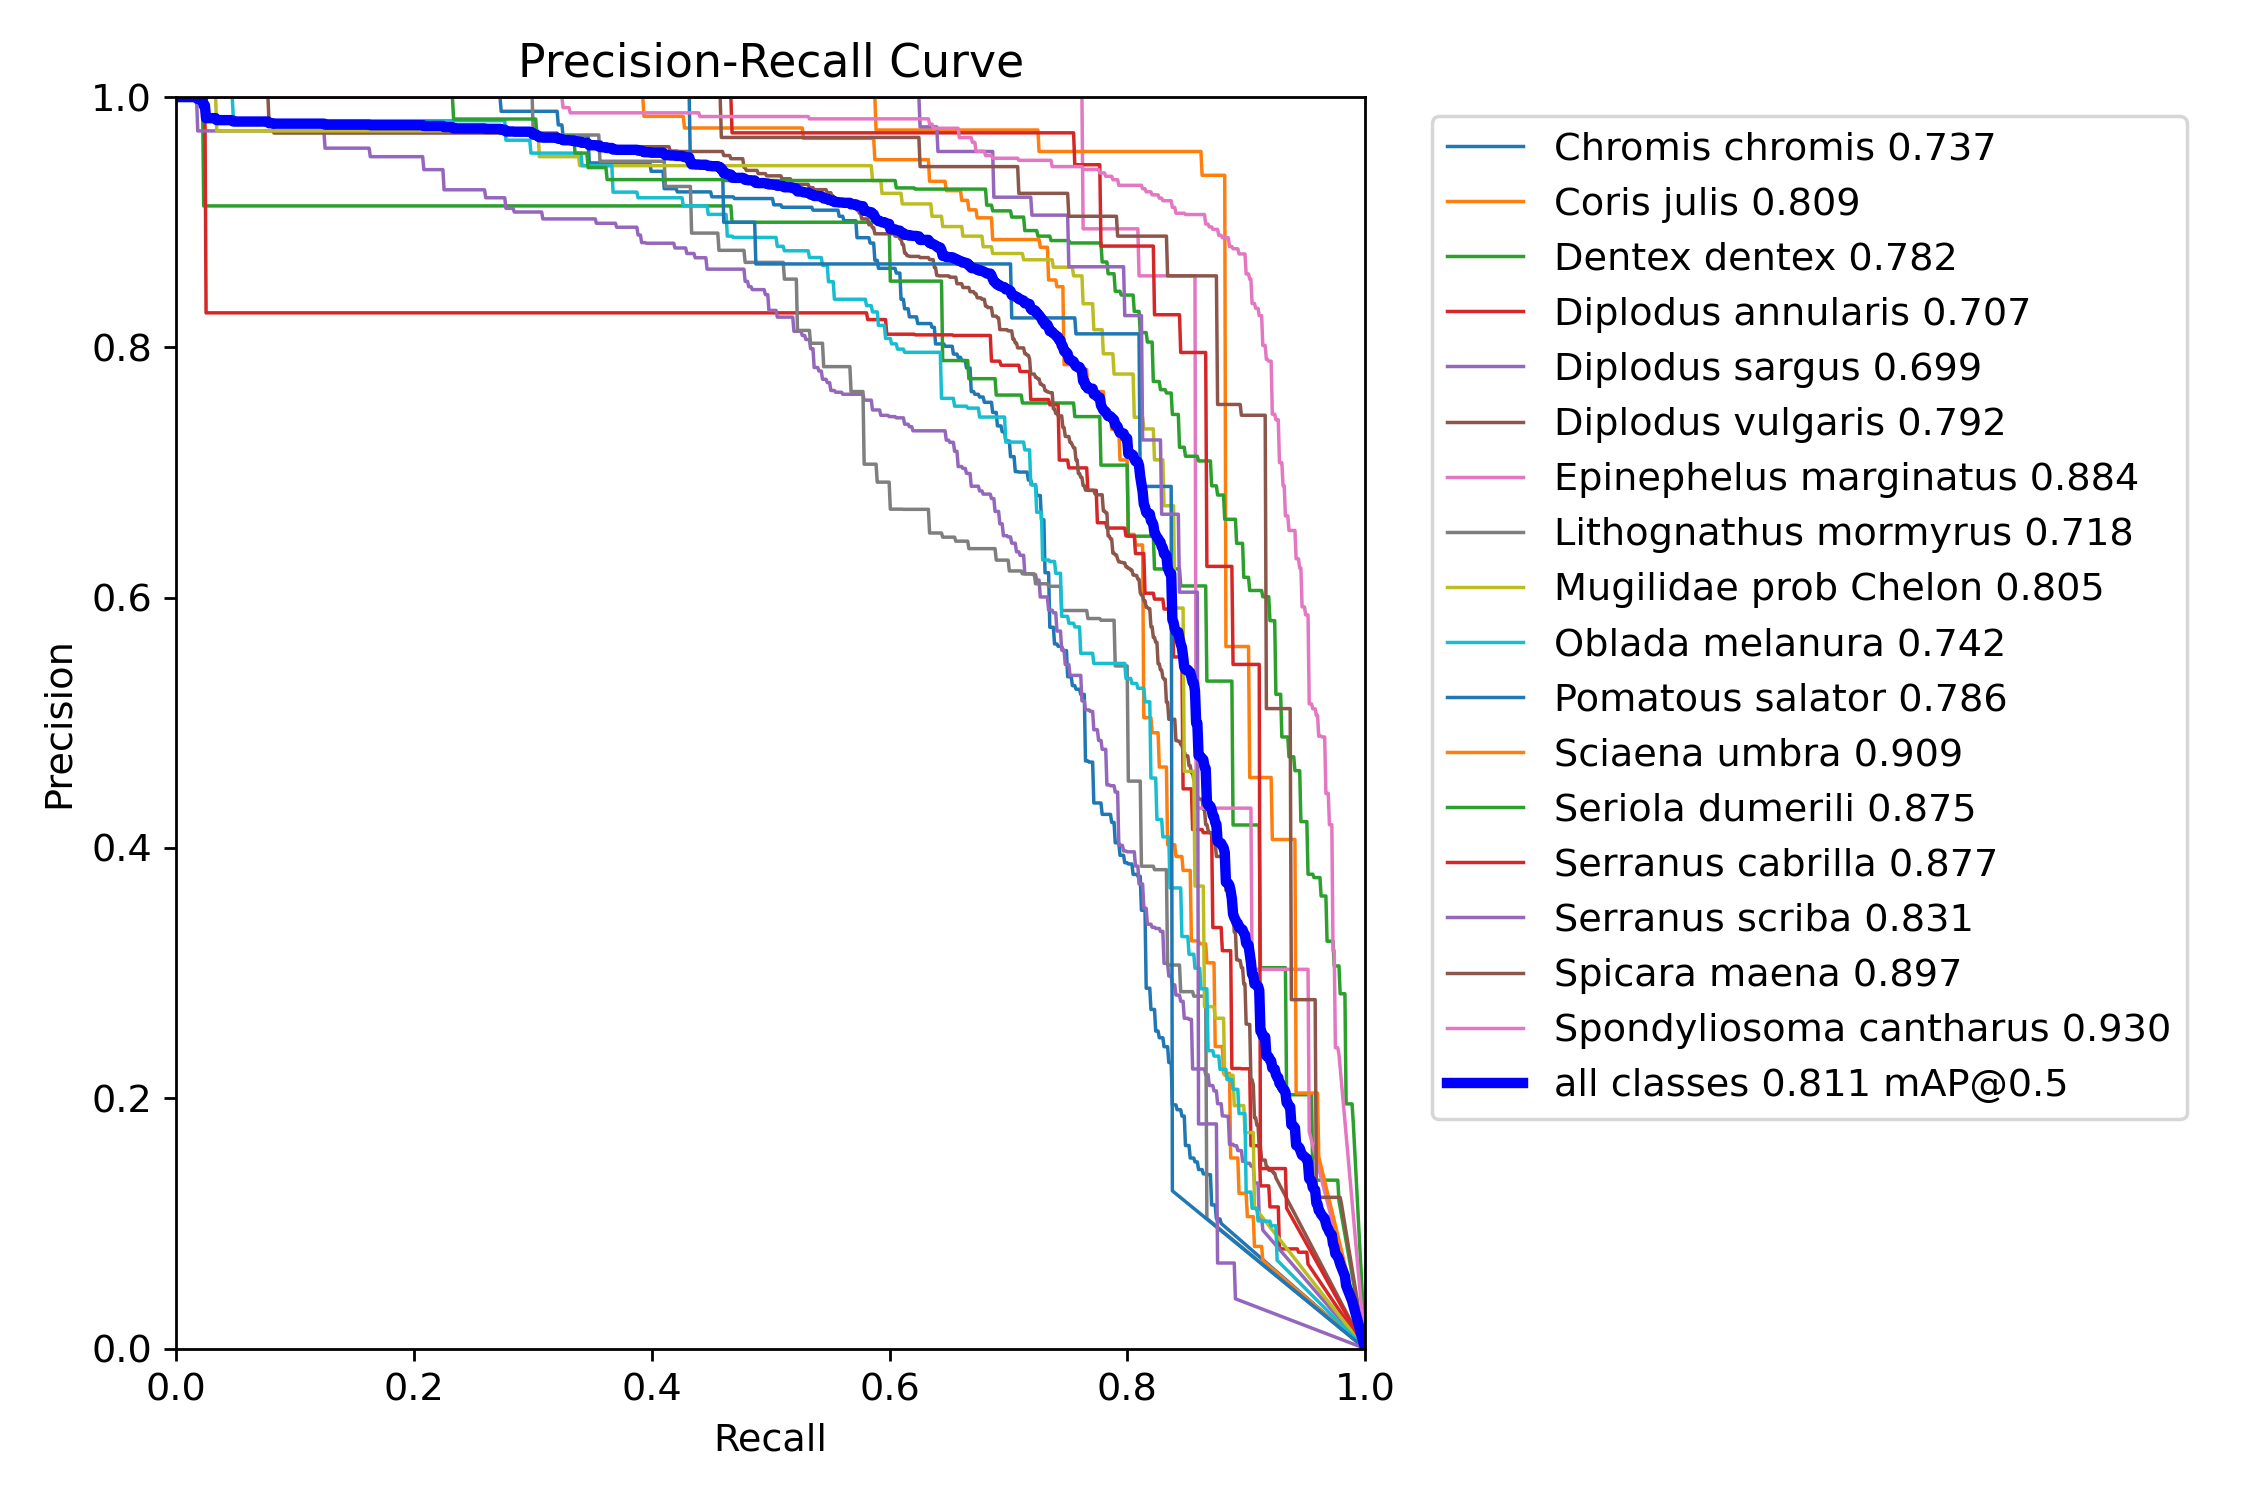 Precision-Recall Curve
1.0
0.8
0.6
0.4
0.2
0.0
Precision
0.0 0.2 0.4 0.6 0.8 1.0
Recall
Chromis chromis 0.737
Coris julis 0.809
Dentex dentex 0.782
Diplodus annularis 0.707
Diplodus sargus 0.699
Diplodus vulgaris 0.792
Epinephelus marginatus 0.884
Lithognathus mormyrus 0.718
Mugilidae prob Chelon 0.805
Oblada melanura 0.742
Pomatous salator 0.786
Sciaena umbra 0.909
Seriola dumerili 0.875
Serranus cabrilla 0.877
Serranus scriba 0.831
Spicara maena 0.897
Spondyliosoma cantharus 0.930
all classes 0.811 mAP@0.5